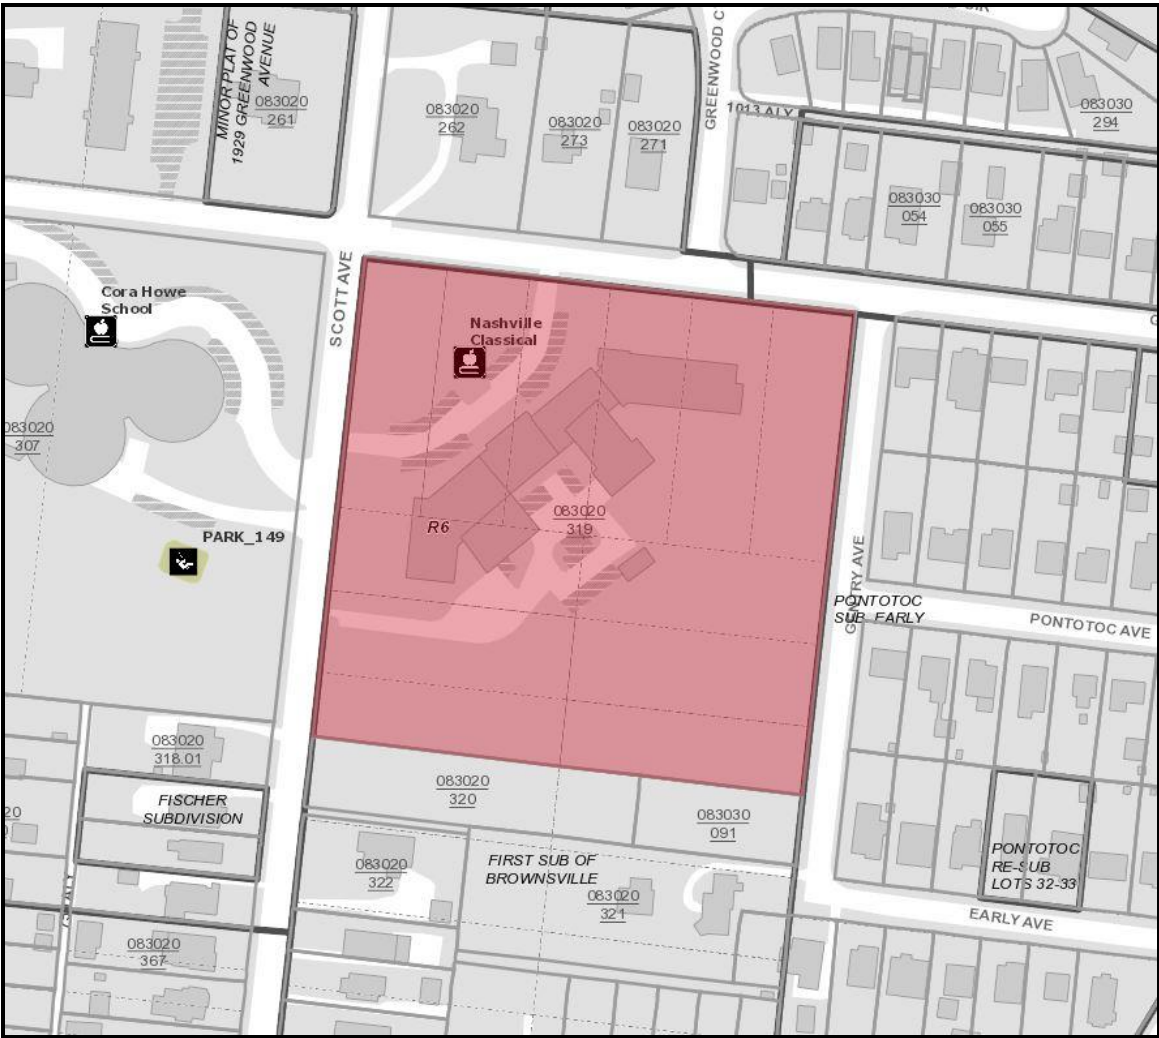 MINOR PLAT OF
1929 GREENWOOD
AVENUE
083020
261
083020
262
083020
273
083020
271
GREENWOOD C
1013 ALY
083030
294
083030
054
083030
055
SCOTT AVE
Cora Howe
School
Nashville
Classical
083020
307
R6
083020
319
PARK_149
GENTRY AVE
PONTOTOC
SUB EARLY
PONTOTOC AVE
083020
318.01
FISCHER
SUBDIVISION
20
083020
320
083030
091
083020
322
FIRST SUB OF
BROWNSVILLE
083020
321
PONTOTOC
RE-SUB
LOTS 32-33
EARLY AVE
083020
367